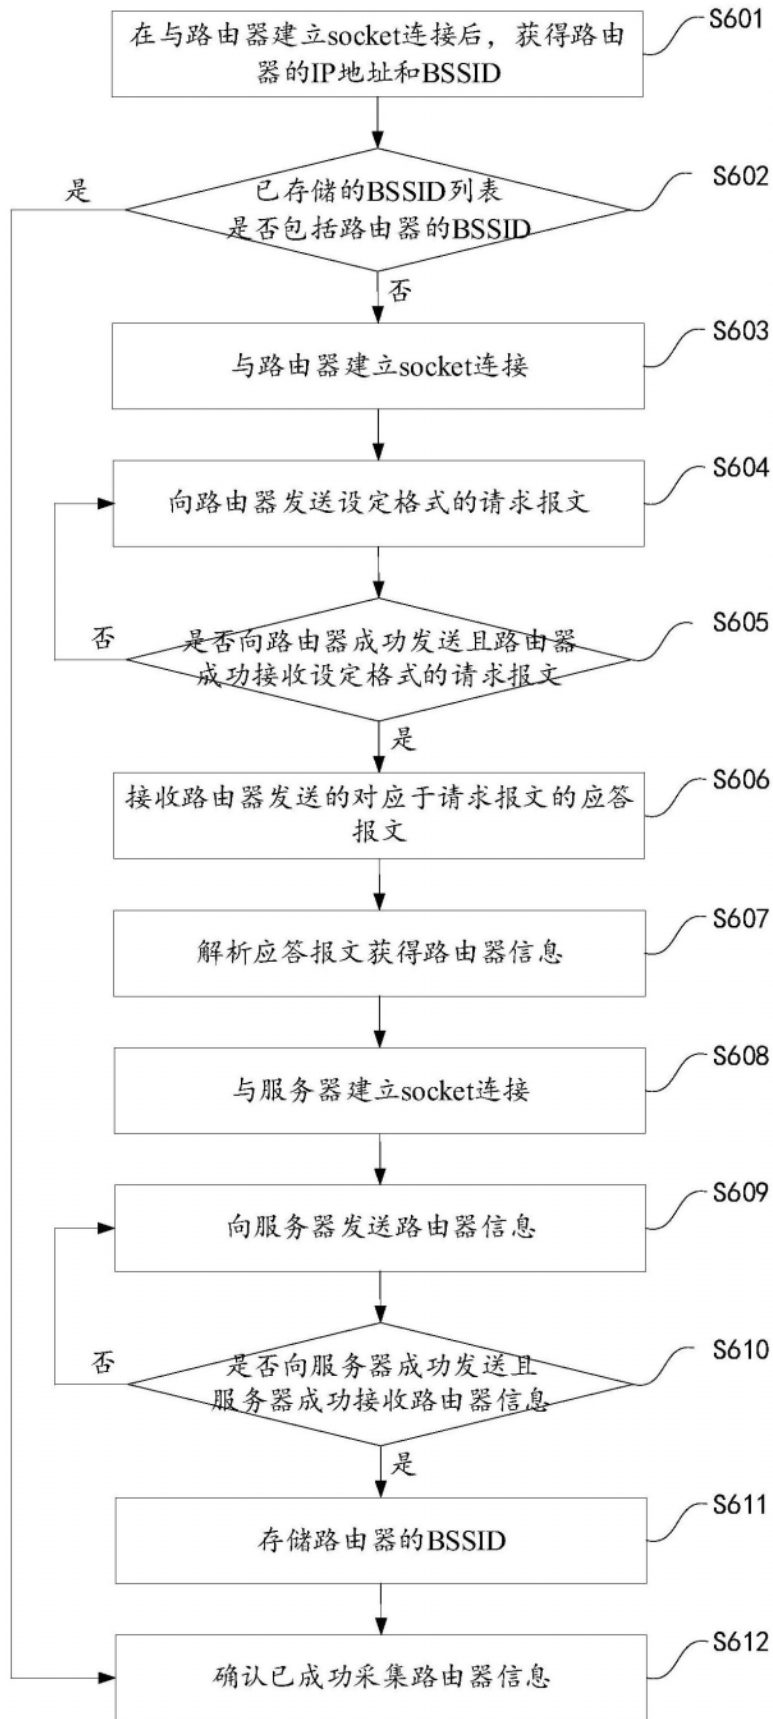 在与路由器建立socket连接后，获得路由
器的IP地址和BSSID
S601
已存储的BSSID列表
是否包括路由器的BSSID
S602
是
否
与路由器建立socket连接
S603
向路由器发送设定格式的请求报文
S604
是否向路由器成功发送且路由器
成功接收设定格式的请求报文
S605
否
是
接收路由器发送的对应于请求报文的应答
报文
S606
解析应答报文获得路由器信息
S607
与服务器建立socket连接
S608
向服务器发送路由器信息
S609
是否向服务器成功发送且
服务器成功接收路由器信息
S610
否
是
存储路由器的BSSID
S611
确认已成功采集路由器信息
S612